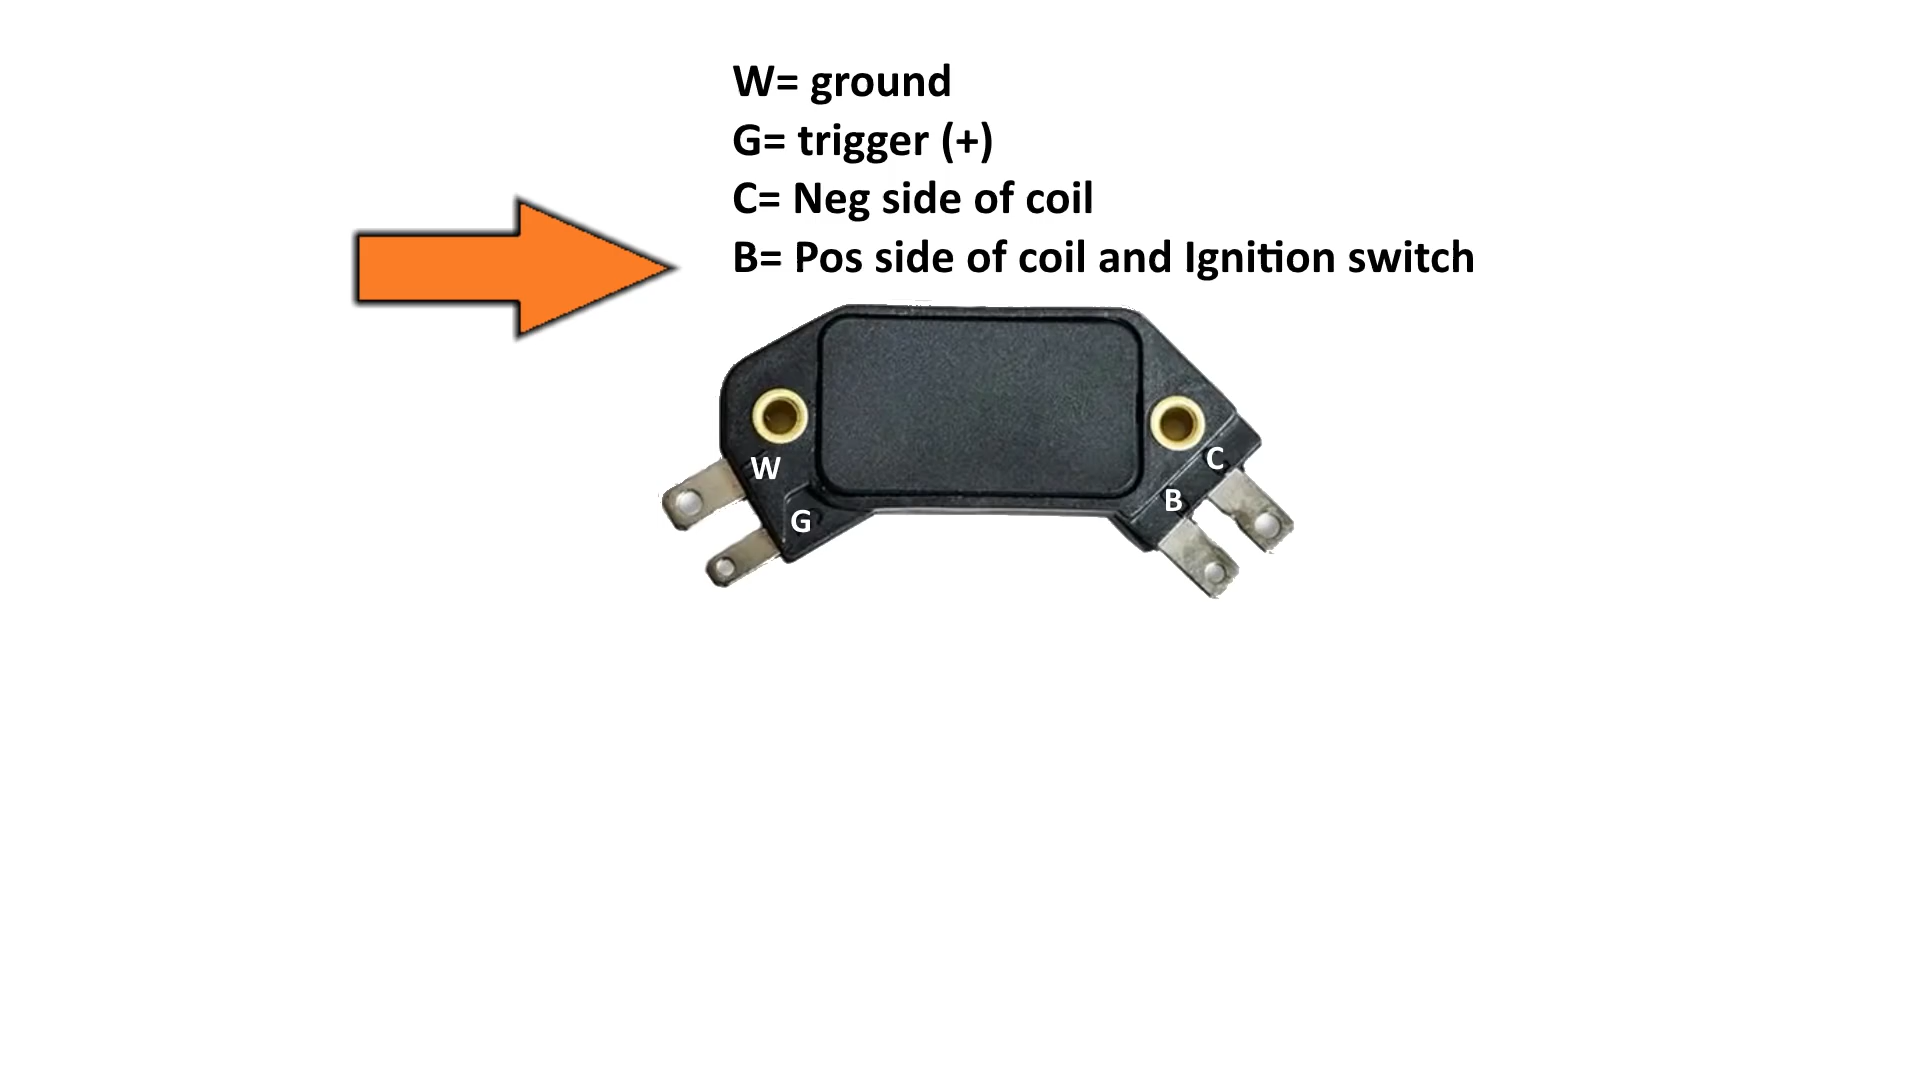 W= ground
G= trigger (+)
C= Neg side of coil
B= Pos side of coil and Ignition switch
W
C
B
G